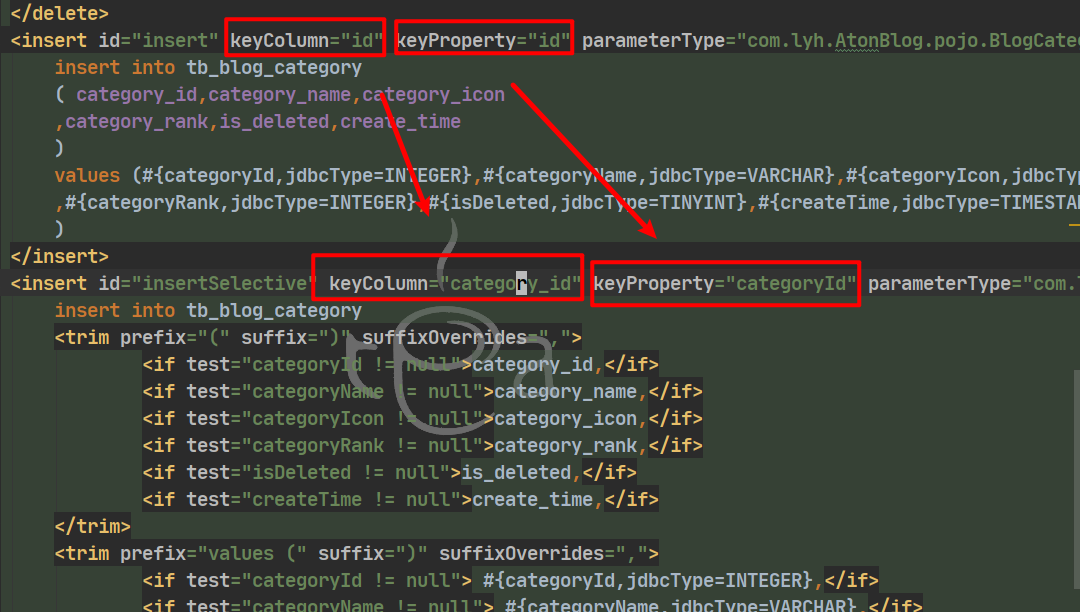 </delete>
<insert id="insert" keyColumn="id" keyProperty="id" parameterType="com.lyh.AtonBlog.pojo.BlogCate
insert into tb_blog_category
( category_id,category_name,category_icon
,category_rank,is_deleted,create_time
)
values (#{categoryId,jdbcType=INTEGER},#{categoryName,jdbcType=VARCHAR},#{categoryIcon,jdbcTyp
,#{categoryRank,jdbcType=INTEGER},#{isDeleted,jdbcType=TINYINT},#{createTime,jdbcType=TIMESTA
)
</insert>
<insert id="insertSelective" keyColumn="category_id" keyProperty="categoryId" parameterType="com.
insert into tb_blog_category
<trim prefix="(" suffix=")" suffixOverrides=",">
<if test="categoryId != null">category_id,</if>
<if test="categoryName != null">category_name,</if>
<if test="categoryIcon != null">category_icon,</if>
<if test="categoryRank != null">category_rank,</if>
<if test="isDeleted != null">is_deleted,</if>
<if test="createTime != null">create_time,</if>
</trim>
<trim prefix="values (" suffix=")" suffixOverrides=",">
<if test="categoryId != null"> #{categoryId,jdbcType=INTEGER},</if>
<if test="categoryName != null"> #{categoryName,jdbcType=VARCHAR},</if>